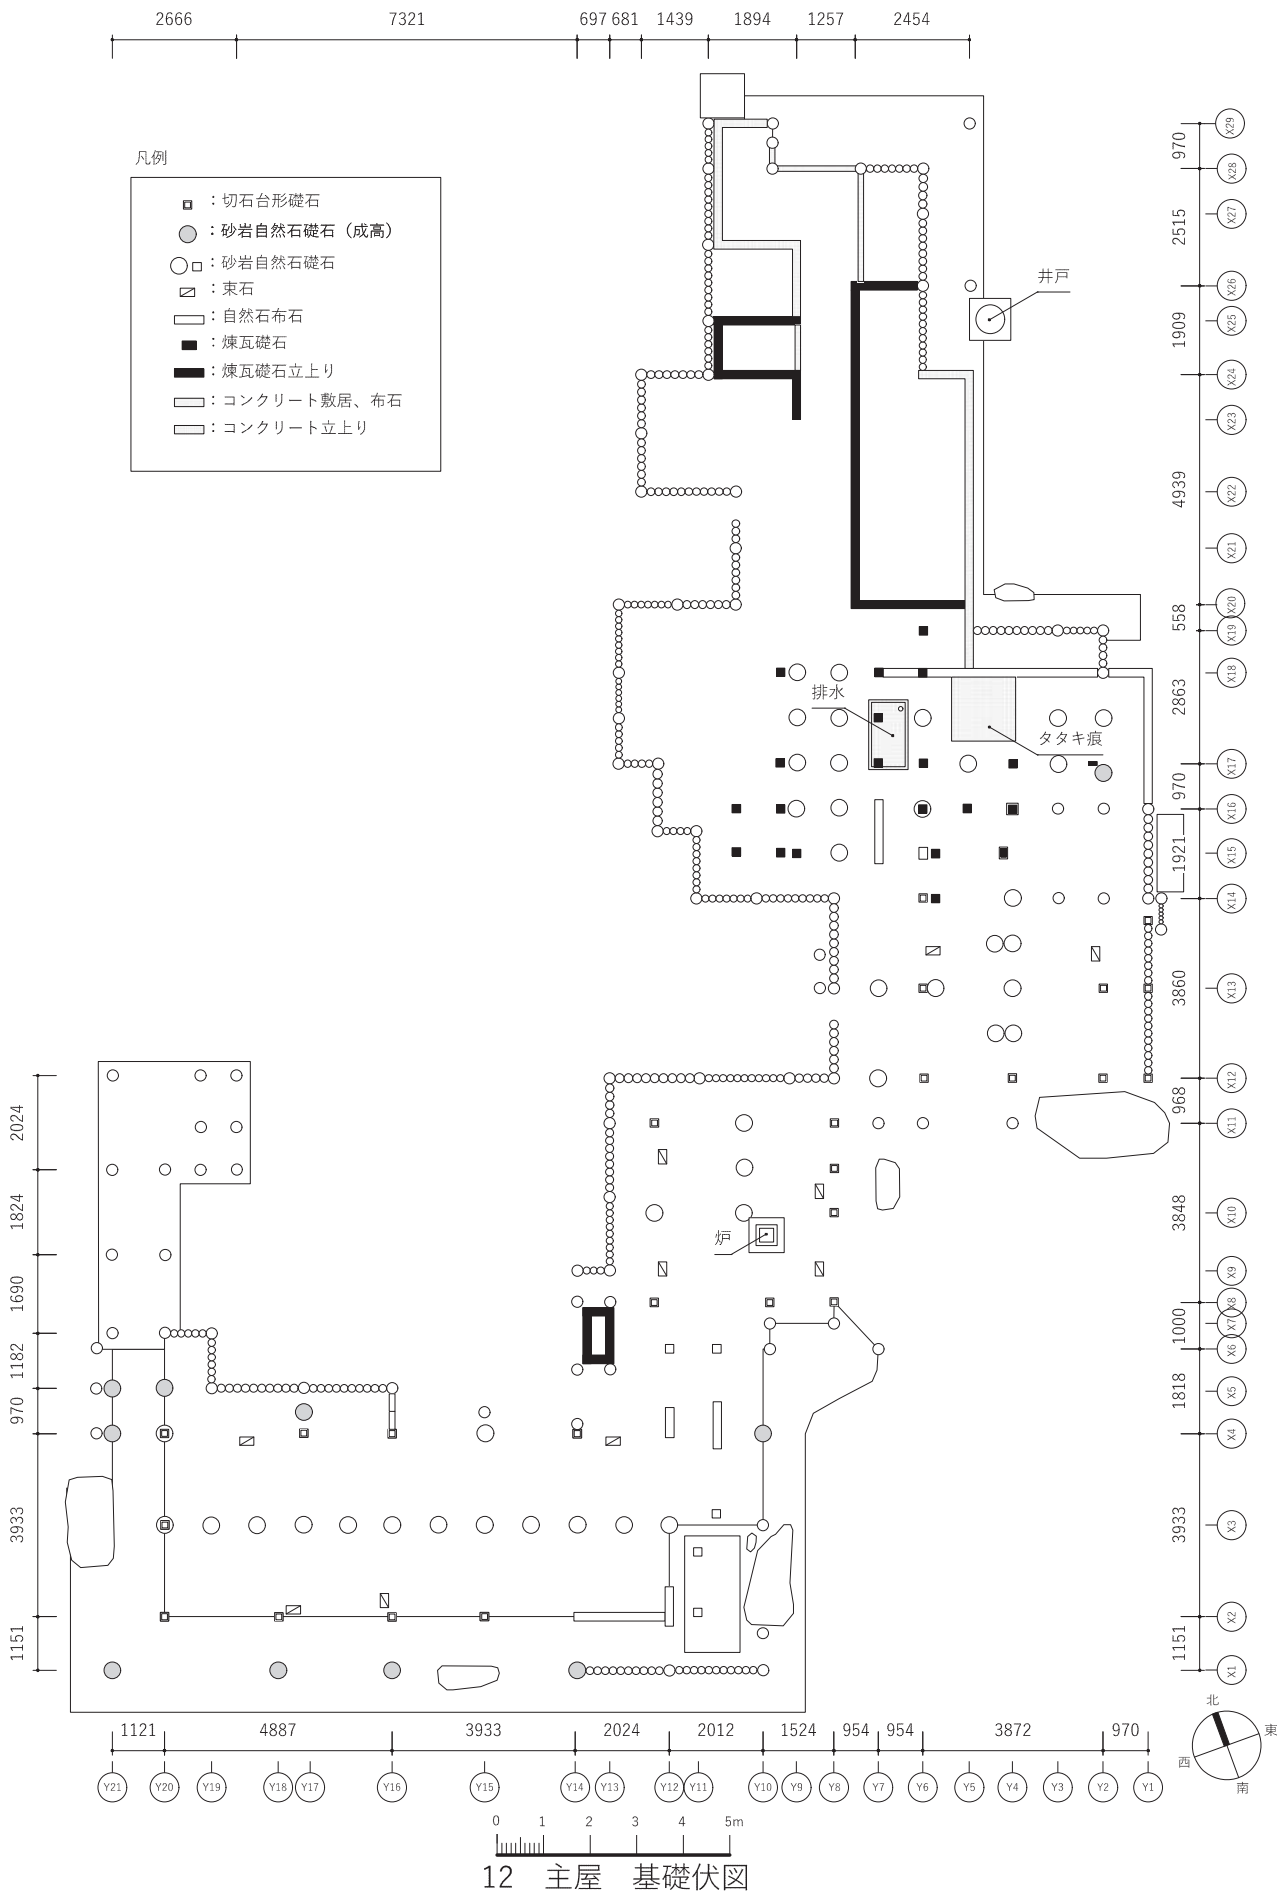 2666 7321 697 681 1439 1894 1257 2454
凡例
：切石台形礎石
：砂岩自然石礎石（成高）
：砂岩自然石礎石
：束石
：自然石布石
：煉瓦礎石
：煉瓦礎石立上り
：コンクリート敷居、布石
：コンクリート立上り
井戸
排水
タタキ痕
炉
970
2515
1909
4939
558
2863
970
1921
3860
968
3848
1000
1818
3933
1151
X29
X28
X27
X26
X25
X24
X23
X22
X21
X20
X19
X18
X17
X16
X15
X14
X13
X12
X11
X10
X9
X8
X7
X6
X5
X4
X3
X2
X1
2024
1824
1690
1182
970
3933
1151
1121 4887 3933 2024 2012 1524 954 954 3872 970
Y21 Y20 Y19 Y18 Y17 Y16 Y15 Y14 Y13 Y12 Y11 Y10 Y9 Y8 Y7 Y6 Y5 Y4 Y3 Y2 Y1
北
東
西
南
0 1 2 3 4 5m
12　主屋　基礎伏図